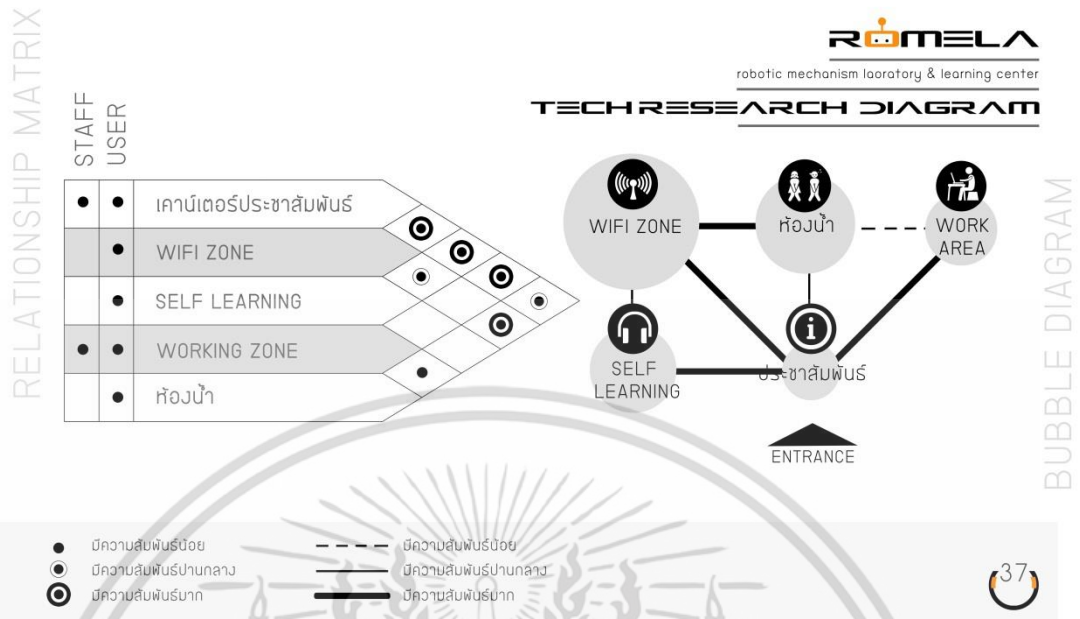 RELATIONSHIP MATRIX
ROMELA
robotic mechanism laoratory & learning center
TECH RESEARCH DIAGRAM
STAFF
USER
เคาน์เตอร์ประชาสัมพันธ์
WIFI ZONE
SELF LEARNING
WORKING ZONE
ห้องน้ำ
WIFI ZONE
ห้องน้ำ
WORK
AREA
SELF
LEARNING
ประชาสัมพันธ์
ENTRANCE
BUBBLE DIAGRAM
มีความสัมพันธ์น้อย
มีความสัมพันธ์ปานกลาง
มีความสัมพันธ์มาก
มีความสัมพันธ์น้อย
มีความสัมพันธ์ปานกลาง
มีความสัมพันธ์มาก
37